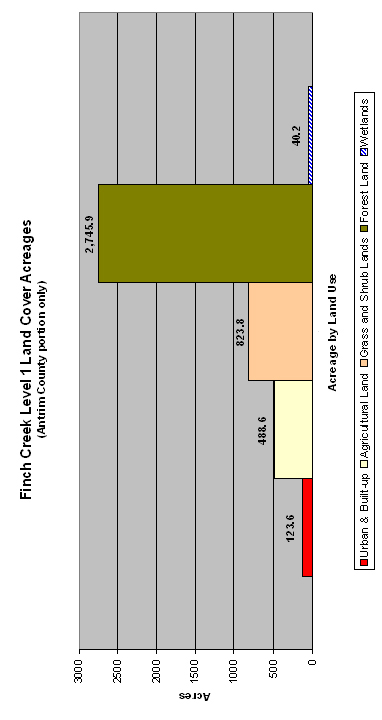 Finch Creek Level 1 Land Cover Acreages
(Antrim County portion only)
3000
2500
2000
1500
1000
500
0
Acres
123.6
488.6
823.8
2,745.9
40.2
Acreage by Land Use
Urban & Built-up Agricultural Land Grass and Shrub Lands Forest Land Wetlands